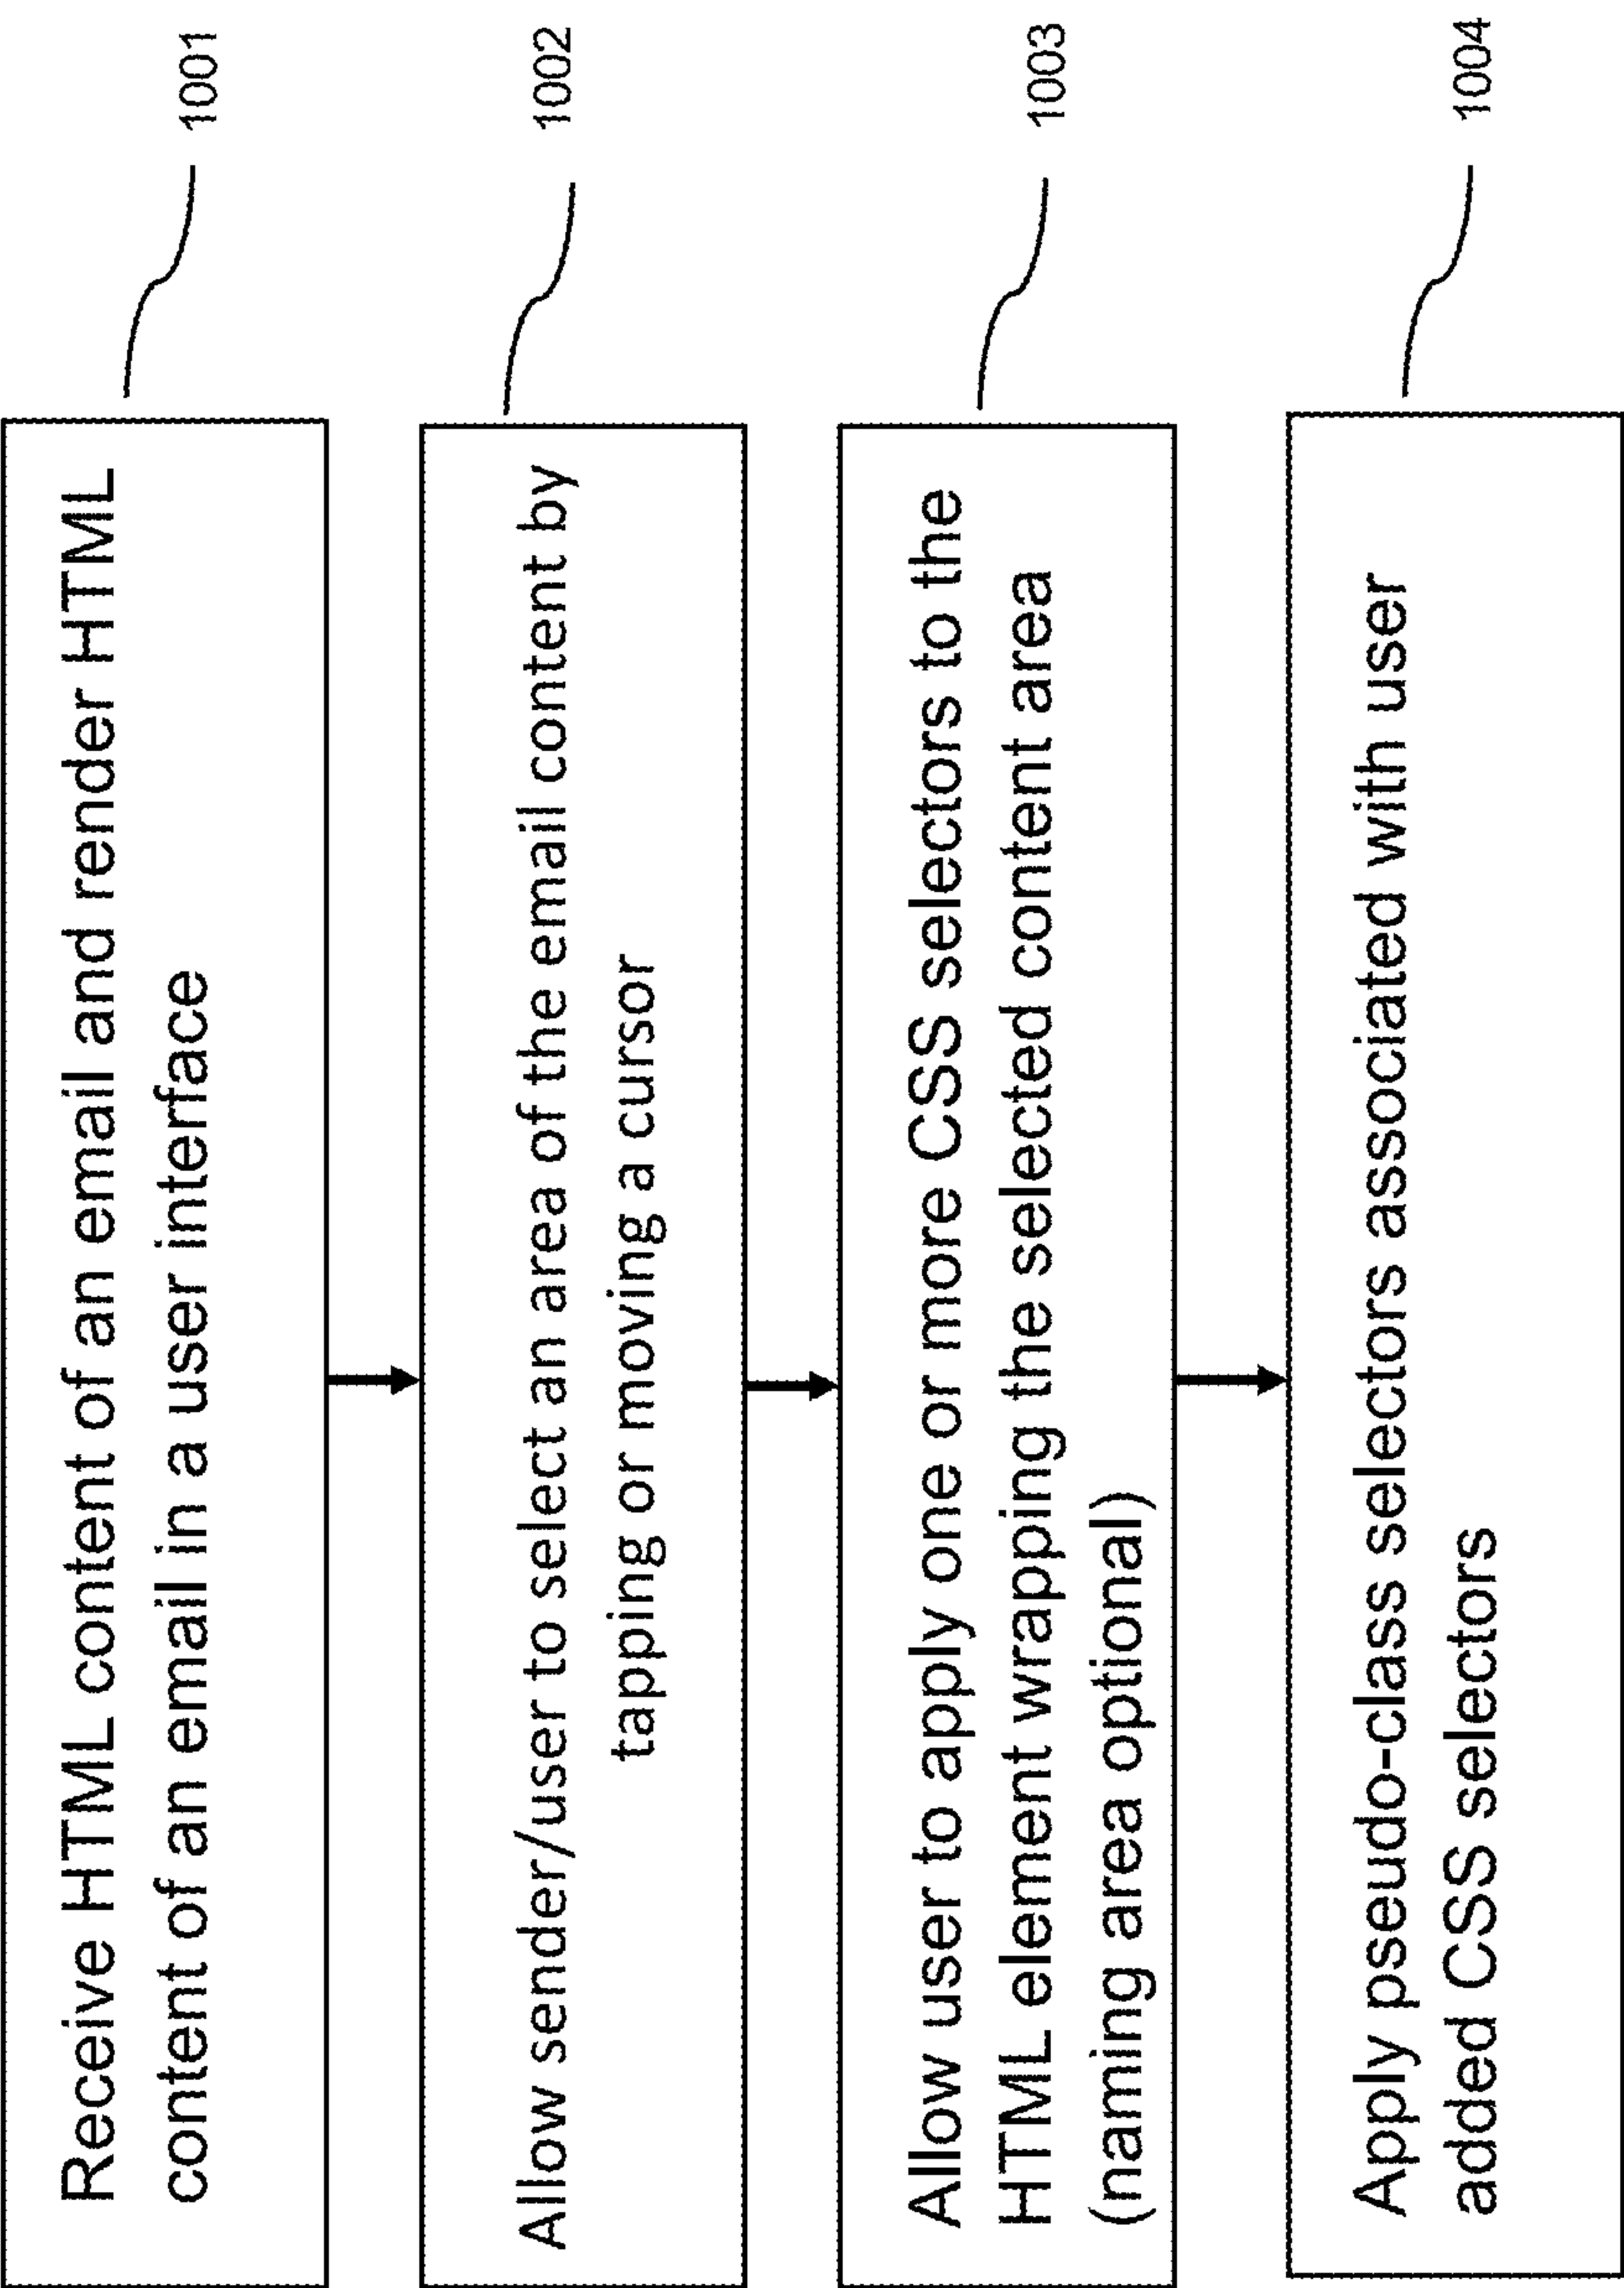 Receive HTML content of an email and render HTML
content of an email in a user interface
1001
Allow sender/user to select an area of the email content by
tapping or moving a cursor
1002
Allow user to apply one or more CSS selectors to the
HTML element wrapping the selected content area
(naming area optional)
1003
Apply pseudo-class selectors associated with user
added CSS selectors
1004